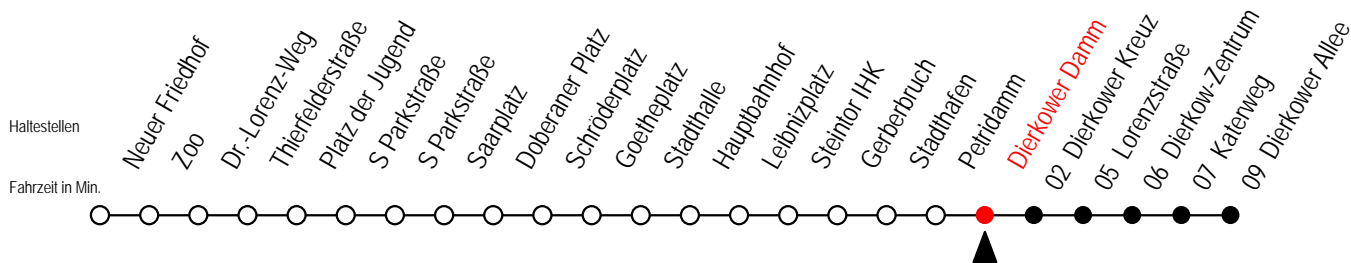 Haltestellen
Neuer Friedhof
Zoo
Dr.-Lorenz-Weg
Thierfelderstraße
Platz der Jugend
S Parkstraße
S Parkstraße
Saarplatz
Doberaner Platz
Schröderplatz
Goetheplatz
Stadthalle
Hauptbahnhof
Leibnizplatz
Steintor IHK
Gerberbruch
Stadthafen
Petridamm
Dierkower Damm
02 Dierkower Kreuz
05 Lorenzstraße
06 Dierkow-Zentrum
07 Katenweg
09 Dierkower Allee
Fahrzeit in Min.